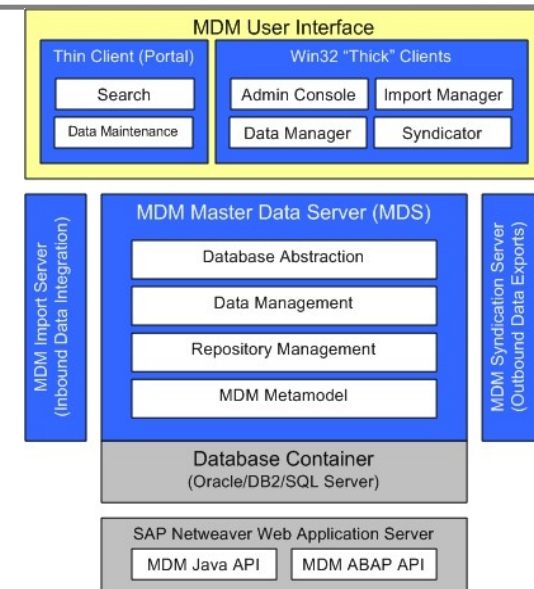 MDM User Interface
Thin Client (Portal)
Search
Data Maintenance
Win32 “Thick” Clients
Admin Console
Import Manager
Data Manager
Syndicator
MDM Import Server
(Inbound Data Integration)
MDM Master Data Server (MDS)
Database Abstraction
Data Management
Repository Management
MDM Metamodel
MDM Syndication Server
(Outbound Data Exports)
Database Container
(Oracle/DB2/SQL Server)
SAP Netweaver Web Application Server
MDM Java API
MDM ABAP API